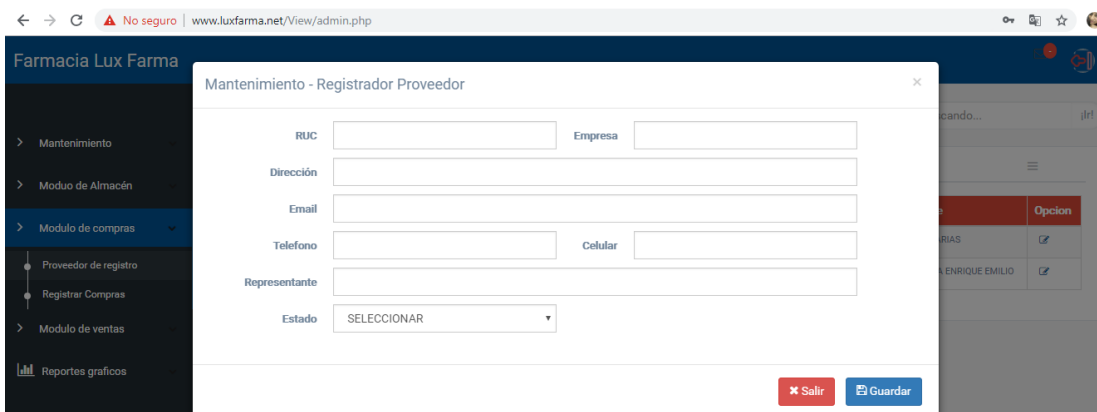 No seguro | www.luxfarma.net/View/admin.php
Farmacia Lux Farma
Mantenimiento - Registrador Proveedor ×
cando... ¡Ir!
RUC Empresa
Mantenimiento
Dirección
Moduo de Almacén
Email
Opcion
Modulo de compras
Telefono Celular
ARIAS
Proveedor de registro
Representante
A ENRIQUE EMILIO
Registrar Compras
Estado SELECCIONAR
Modulo de ventas
Reportes graficos
Salir Guardar